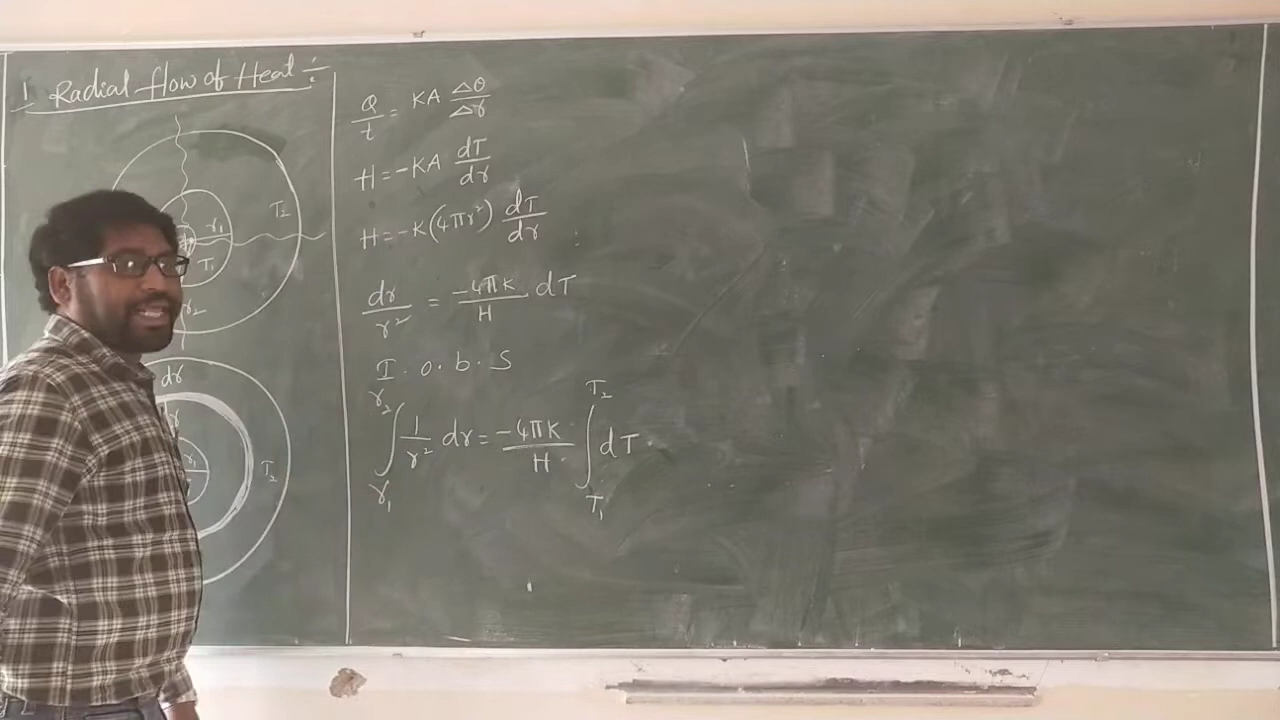 1 Radial flow of Heat :-
r₁
T₁
T₂
r₂
dr
r
r₁
T₂
Q/t = KA Δθ/Δr
H = -KA dT/dr
H = -K(4πr²) dT/dr
dr/r² = -4πK/H dT
I . o . b . S
∫_{r₁}^{r₂} 1/r² dr = -4πK/H ∫_{T₁}^{T₂} dT